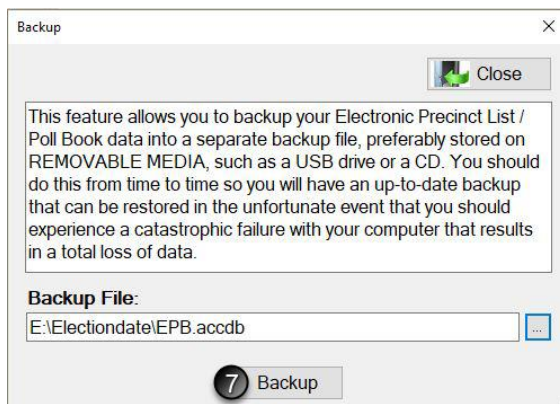 Backup
Close
This feature allows you to backup your Electronic Precinct List /
Poll Book data into a separate backup file, preferably stored on
REMOVABLE MEDIA, such as a USB drive or a CD. You should
do this from time to time so you will have an up-to-date backup
that can be restored in the unfortunate event that you should
experience a catastrophic failure with your computer that results
in a total loss of data.
Backup File:
E:\Electiondate\EPB.accdb
...
7 Backup